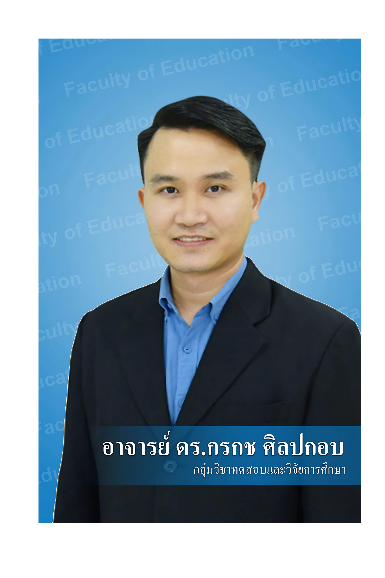 Faculty of Education
อาจารย์ ดร.กรกช ศิลปกอบ
กลุ่มวิชาทดสอบและวิจัยการศึกษา